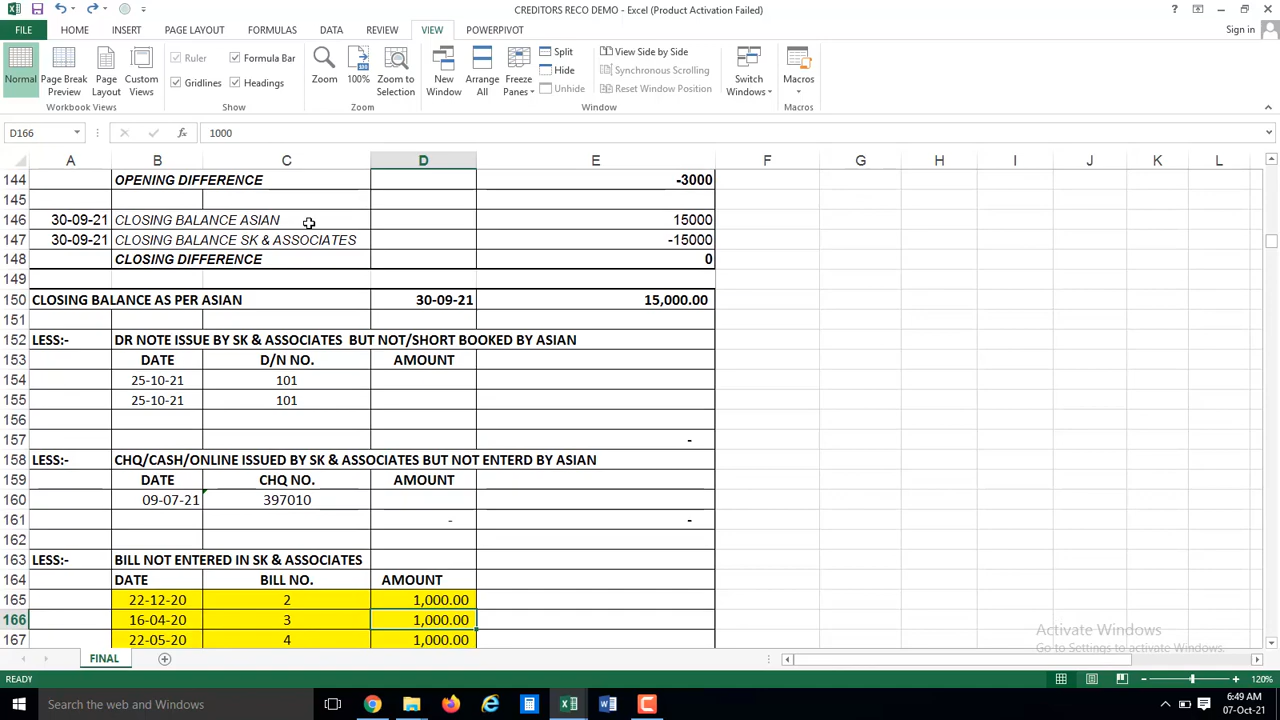 CREDITORS RECO DEMO - Excel (Product Activation Failed)
FILE HOME INSERT PAGE LAYOUT FORMULAS DATA REVIEW VIEW POWERPIVOT Sign in
Normal Page Break Preview Page Layout Custom Views
Workbook Views
Ruler Formula Bar
Gridlines Headings
Show
Zoom 100% Zoom to Selection
Zoom
New Window Arrange All Freeze Panes
Split
Hide
Unhide
View Side by Side
Synchronous Scrolling
Reset Window Position
Window
Switch Windows
Macros
Macros
D166 fx 1000
A B C D E F G H I J K L
144 OPENING DIFFERENCE -3000
145
146 30-09-21 CLOSING BALANCE ASIAN 15000
147 30-09-21 CLOSING BALANCE SK & ASSOCIATES -15000
148 CLOSING DIFFERENCE 0
149
150 CLOSING BALANCE AS PER ASIAN 30-09-21 15,000.00
151
152 LESS:- DR NOTE ISSUE BY SK & ASSOCIATES BUT NOT/SHORT BOOKED BY ASIAN
153 DATE D/N NO. AMOUNT
154 25-10-21 101
155 25-10-21 101
156
157 -
158 LESS:- CHQ/CASH/ONLINE ISSUED BY SK & ASSOCIATES BUT NOT ENTERD BY ASIAN
159 DATE CHQ NO. AMOUNT
160 09-07-21 397010
161 - -
162
163 LESS:- BILL NOT ENTERED IN SK & ASSOCIATES
164 DATE BILL NO. AMOUNT
165 22-12-20 2 1,000.00
166 16-04-20 3 1,000.00
167 22-05-20 4 1,000.00
Activate Windows
Go to Settings to activate Windows.
FINAL
READY 120%
Search the web and Windows
6:49 AM
07-Oct-21